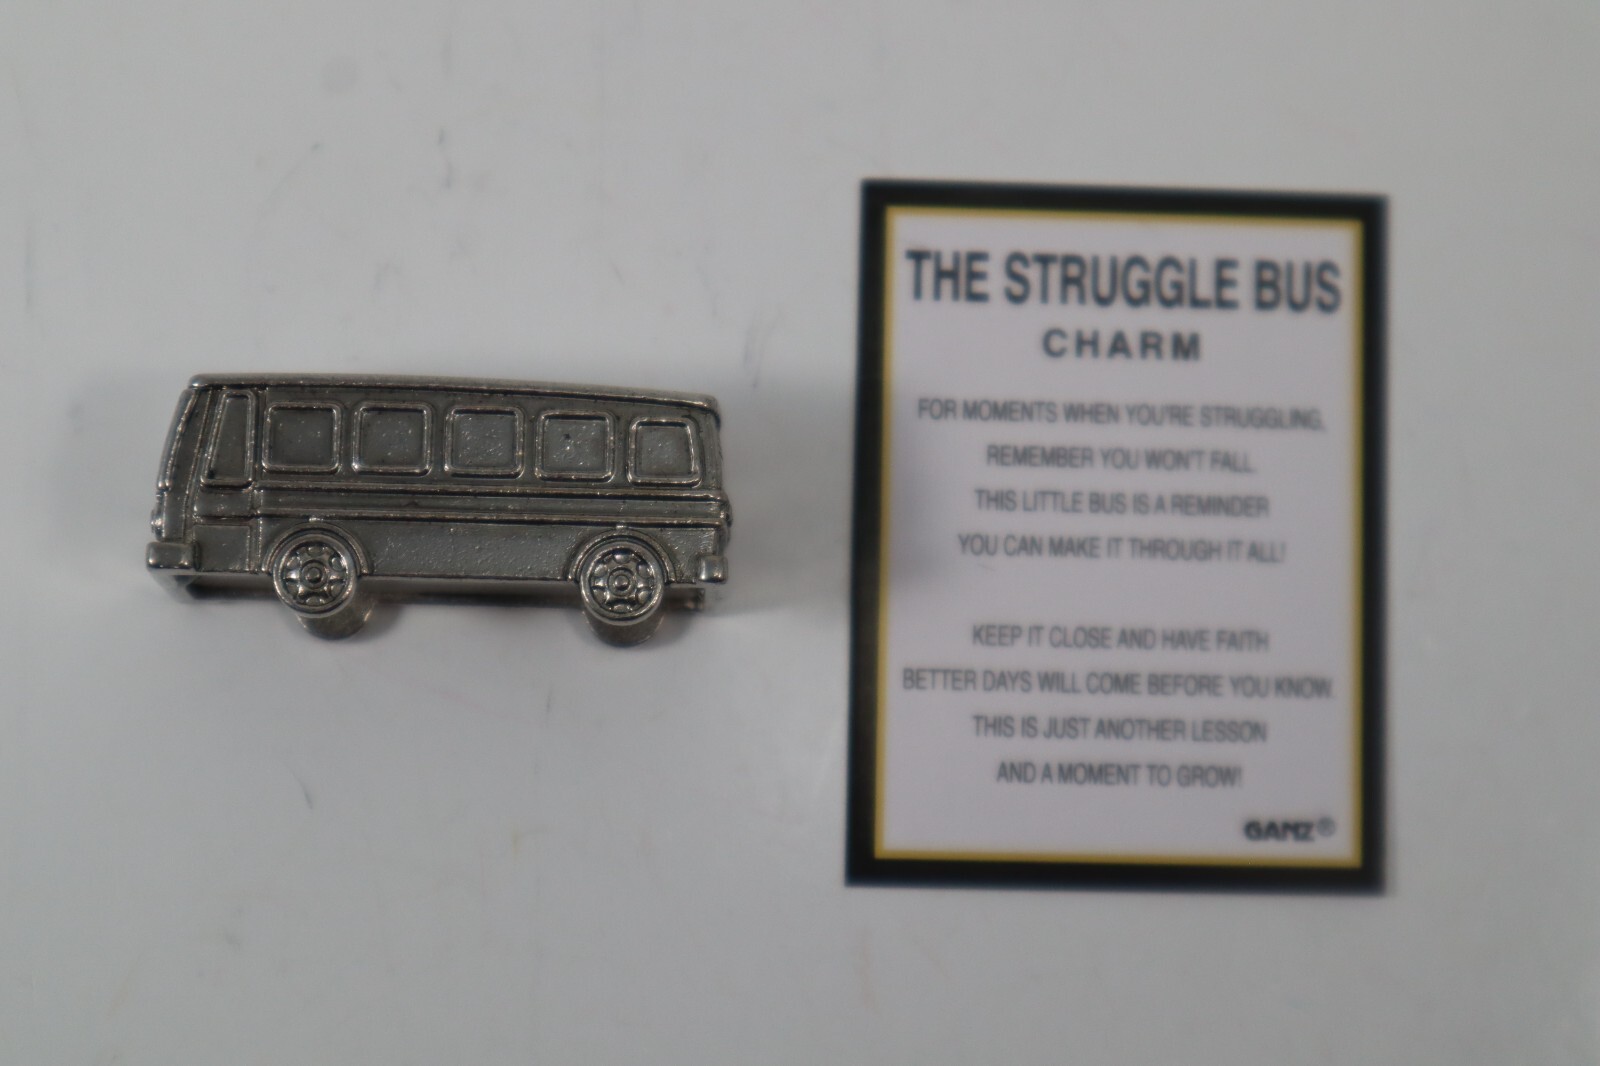 THE STRUGGLE BUS
CHARM
FOR MOMENTS WHEN YOU'RE STRUGGLING,
REMEMBER YOU WON'T FALL.
THIS LITTLE BUS IS A REMINDER
YOU CAN MAKE IT THROUGH IT ALL!
KEEP IT CLOSE AND HAVE FAITH
BETTER DAYS WILL COME BEFORE YOU KNOW.
THIS IS JUST ANOTHER LESSON
AND A MOMENT TO GROW!
GANZ®